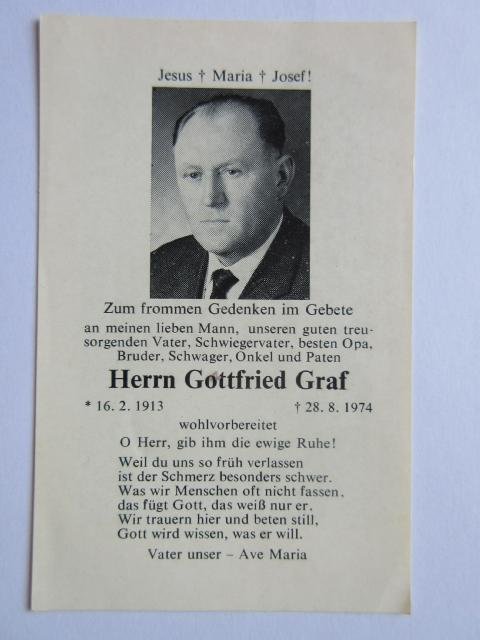 Jesus † Maria † Josef!
Zum frommen Gedenken im Gebete
an meinen lieben Mann, unseren guten treu-
sorgenden Vater, Schwiegervater, besten Opa,
Bruder, Schwager, Onkel und Paten
Herrn Gottfried Graf
* 16. 2. 1913 † 28. 8. 1974
wohlvorbereitet
O Herr, gib ihm die ewige Ruhe!
Weil du uns so früh verlassen
ist der Schmerz besonders schwer.
Was wir Menschen oft nicht fassen,
das fügt Gott, das weiß nur er.
Wir trauern hier und beten still,
Gott wird wissen, was er will.
Vater unser – Ave Maria